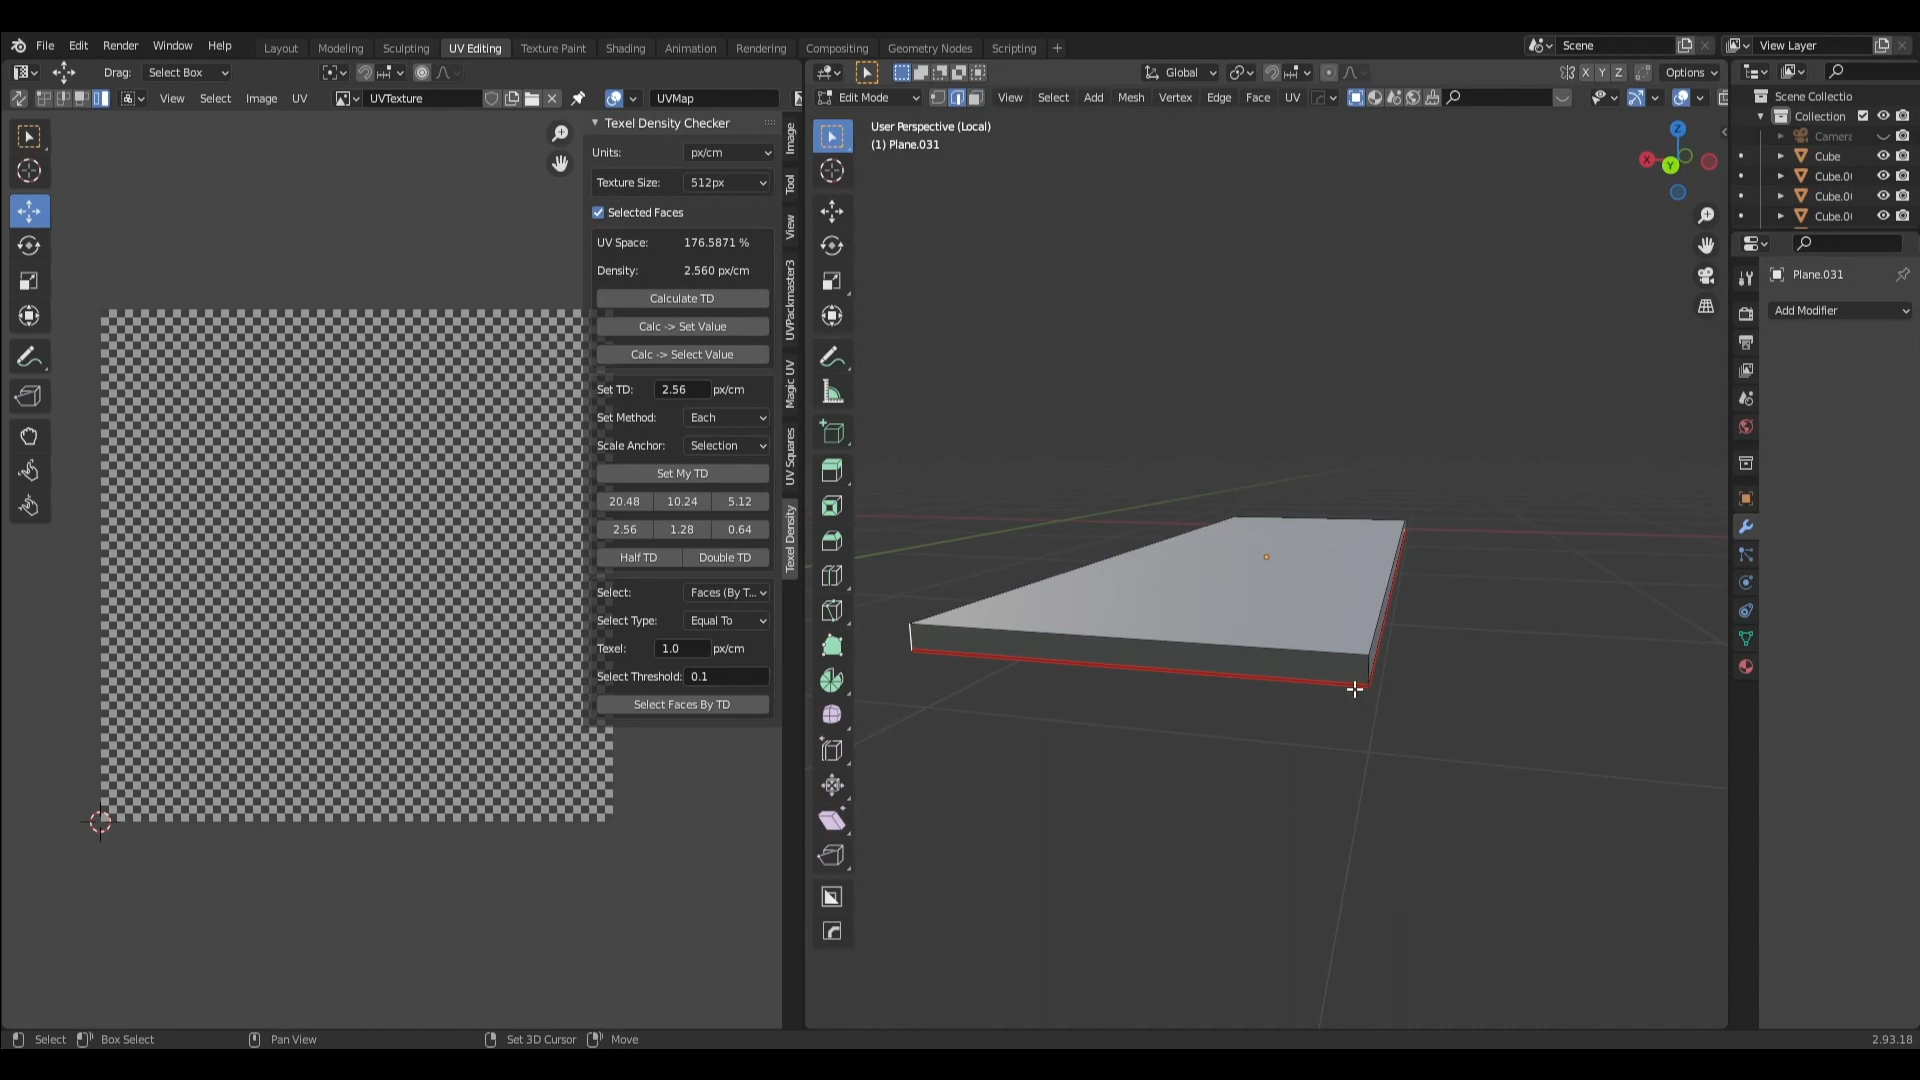 File Edit Render Window Help Layout Modeling Sculpting UV Editing Texture Paint Shading Animation Rendering Compositing Geometry Nodes Scripting + Scene View Layer
Drag: Select Box Global X Y Z Options
View Select Image UV UVTexture UVMap Edit Mode View Select Add Mesh Vertex Edge Face UV
Scene Collectio
Collection
Camera
Cube
Cube.0
Cube.0
Cube.0
Plane.031
Add Modifier
Texel Density Checker
Units: px/cm
Texture Size: 512px
Selected Faces
UV Space: 176.5871 %
Density: 2.560 px/cm
Calculate TD
Calc -> Set Value
Calc -> Select Value
Set TD: 2.56 px/cm
Set Method: Each
Scale Anchor: Selection
Set My TD
20.48 10.24 5.12
2.56 1.28 0.64
Half TD Double TD
Select: Faces (By T...
Select Type: Equal To
Texel: 1.0 px/cm
Select Threshold: 0.1
Select Faces By TD
Image
Tool
View
UVPackmaster3
Magic UV
UV Squares
Texel Density
User Perspective (Local)
(1) Plane.031
Z
X
Y
Select Box Select Pan View Set 3D Cursor Move 2.93.18